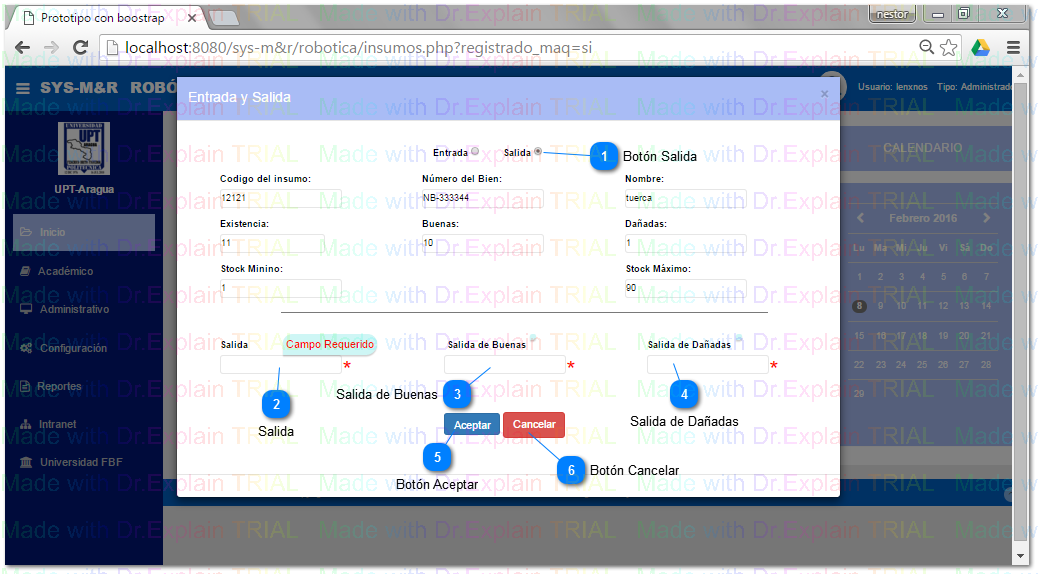 Prototipo con boostrap
nestor
localhost:8080/sys-m&r/robotica/insumos.php?registrado_maq=si
SYS-M&R ROBÓ
Usuario: lenxnos Tipo: Administrado
Entrada y Salida
×
UNIVERSIDAD
UPT
POLITECNICA
UPT-Aragua
Inicio
Académico
Administrativo
Configuración
Reportes
Intranet
Universidad FBF
CALENDARIO
Febrero 2016
Lu Ma Mi Ju Vi Sá Do
1 2 3 4 5 6 7
8 9 10 11 12 13 14
15 16 17 18 19 20 21
22 23 24 25 26 27 28
29
Entrada Salida
1 Botón Salida
Codigo del insumo: Número del Bien: Nombre:
12121 NB-333344 tuerca
Existencia: Buenas: Dañadas:
11 10 1
Stock Minino: Stock Máximo:
1 90
Salida Campo Requerido Salida de Buenas Salida de Dañadas
* * *
2 Salida
Salida de Buenas 3
4 Salida de Dañadas
Aceptar Cancelar
5 Botón Aceptar
6 Botón Cancelar
Made with Dr.Explain TRIAL